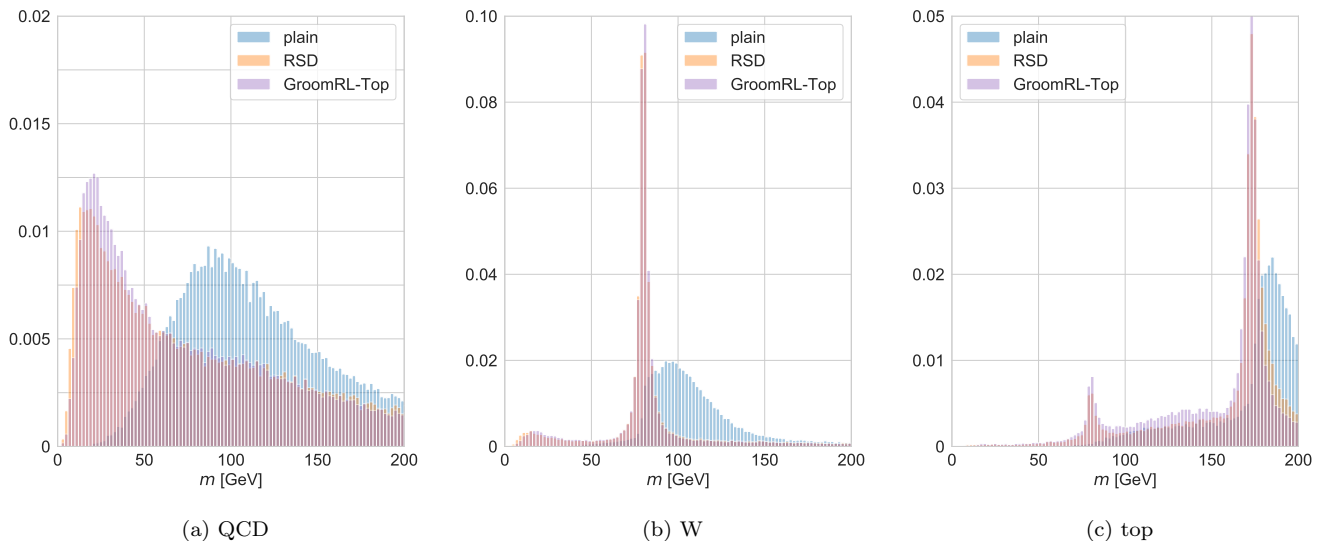 0.02
0.015
0.01
0.005
0
0
50
100
150
200
m [GeV]
plain
RSD
GroomRL-Top
(a) QCD
0.10
0.08
0.06
0.04
0.02
0
0
50
100
150
200
m [GeV]
plain
RSD
GroomRL-Top
(b) W
0.05
0.04
0.03
0.02
0.01
0
0
50
100
150
200
m [GeV]
plain
RSD
GroomRL-Top
(c) top